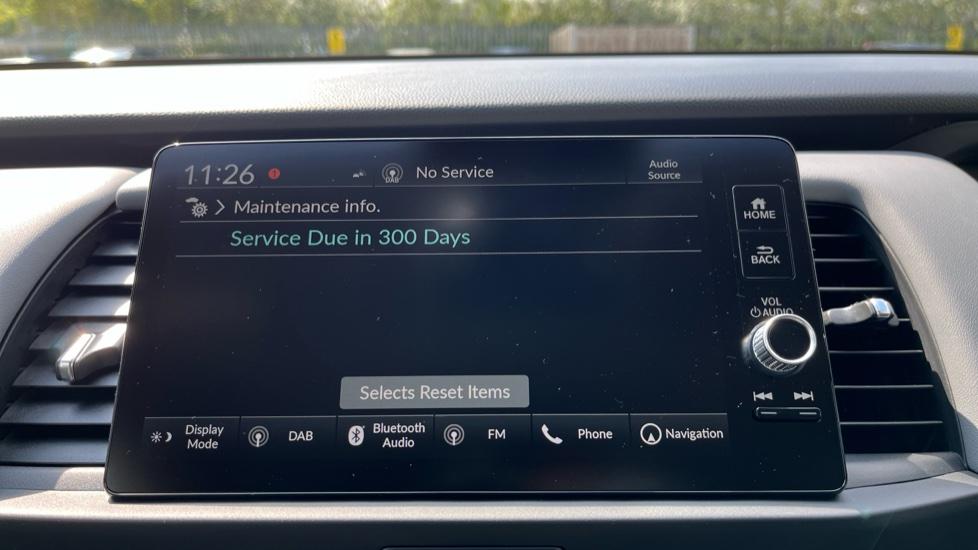 11:26
DAB
No Service
Audio
Source
Maintenance info.
Service Due in 300 Days
HOME
BACK
VOL
AUDIO
Selects Reset Items
Display
Mode
DAB
Bluetooth
Audio
FM
Phone
Navigation